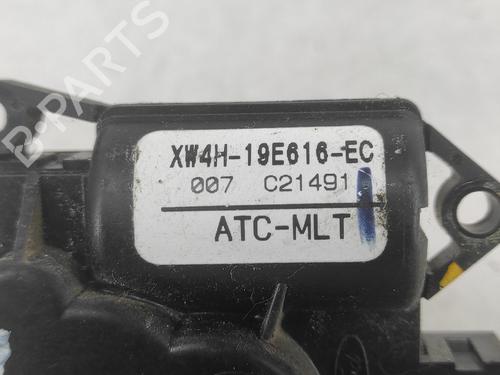 XW4H-19E616-EC
007 C21491
ATC-MLT
B-PARTS